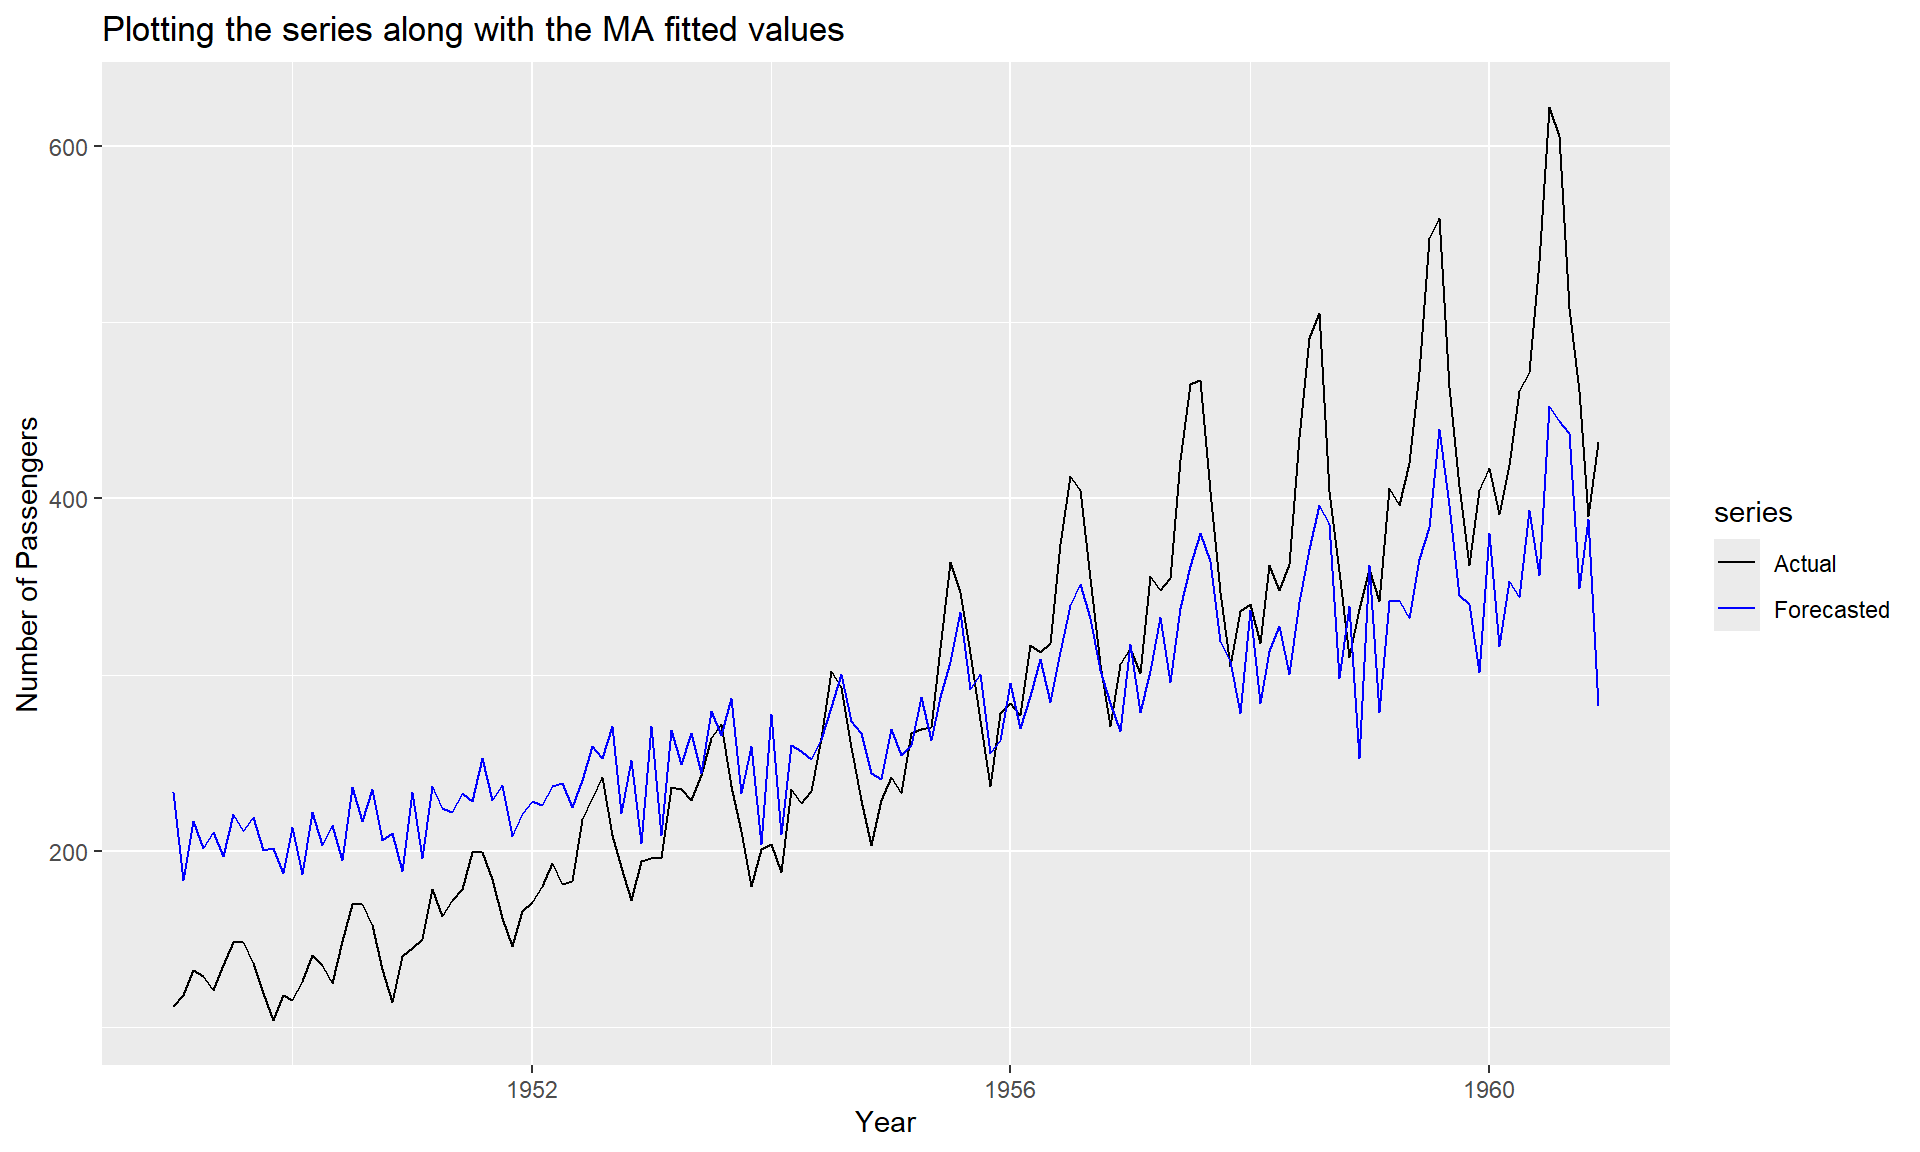 Plotting the series along with the MA fitted values
600
400
200
Number of Passengers
1952
1956
1960
Year
series
Actual
Forecasted